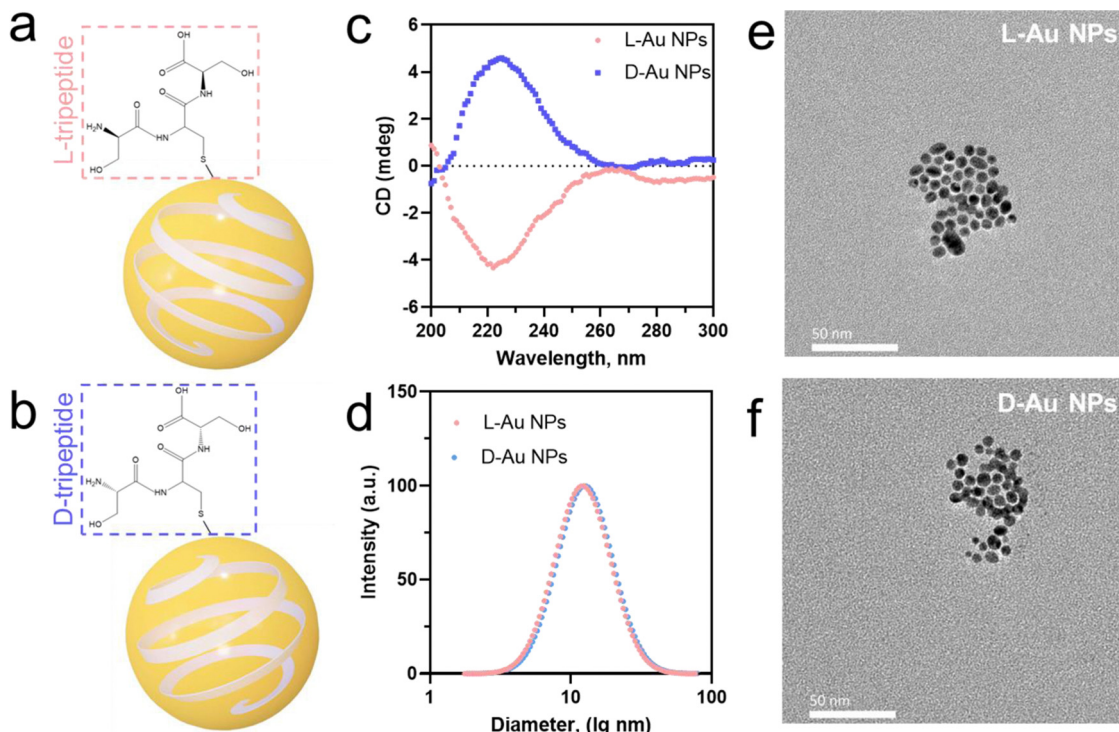 a
L-tripeptide
OH
O
OH
NH
O
O
H₂N
HN
S
HO
b
D-tripeptide
OH
O
OH
NH
O
O
H₂N
HN
S
HO
c
L-Au NPs
D-Au NPs
6
4
2
0
-2
-4
-6
CD (mdeg)
200 220 240 260 280 300
Wavelength, nm
d
L-Au NPs
D-Au NPs
150
100
50
0
Intensity (a.u.)
1 10 100
Diameter, (lg nm)
e
L-Au NPs
50 nm
f
D-Au NPs
50 nm